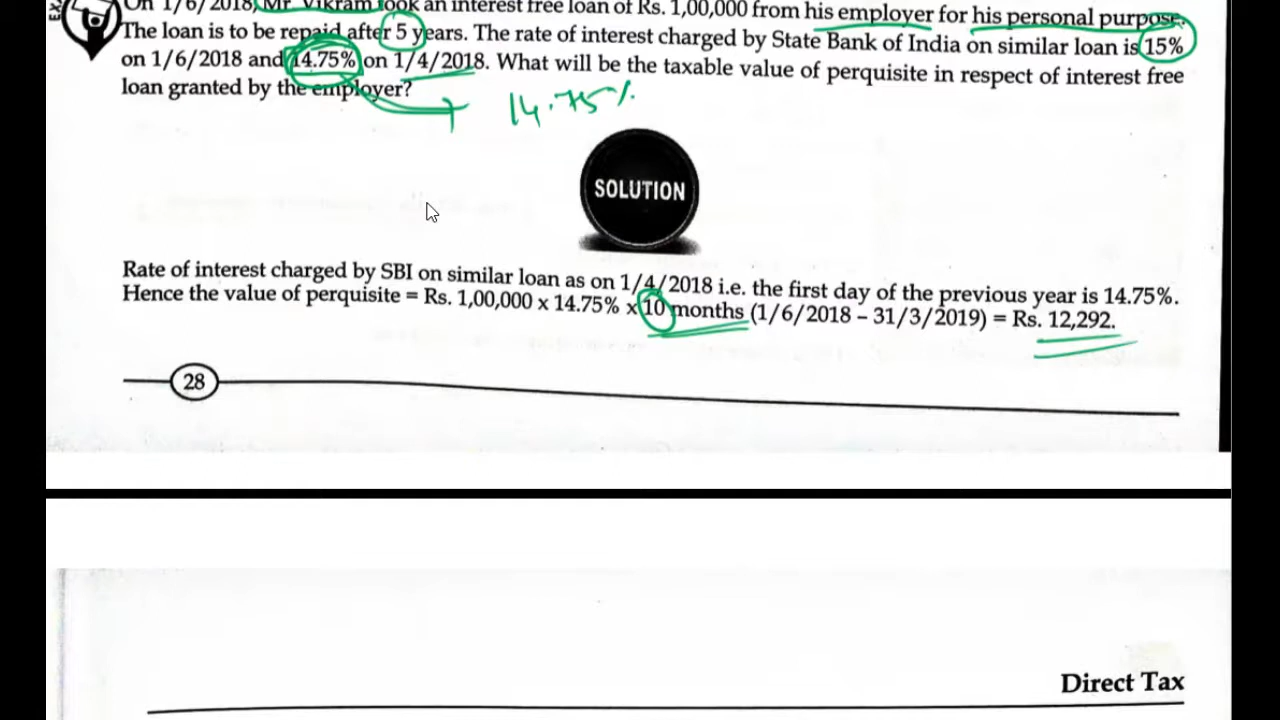 On 1/6/2018, Mr. Vikram took an interest free loan of Rs. 1,00,000 from his employer for his personal purpose.
The loan is to be repaid after 5 years. The rate of interest charged by State Bank of India on similar loan is 15%
on 1/6/2018 and 14.75% on 1/4/2018. What will be the taxable value of perquisite in respect of interest free
loan granted by the employer?
14.75%
SOLUTION
Rate of interest charged by SBI on similar loan as on 1/4/2018 i.e. the first day of the previous year is 14.75%.
Hence the value of perquisite = Rs. 1,00,000 x 14.75% x 10 months (1/6/2018 – 31/3/2019) = Rs. 12,292.
28
Direct Tax